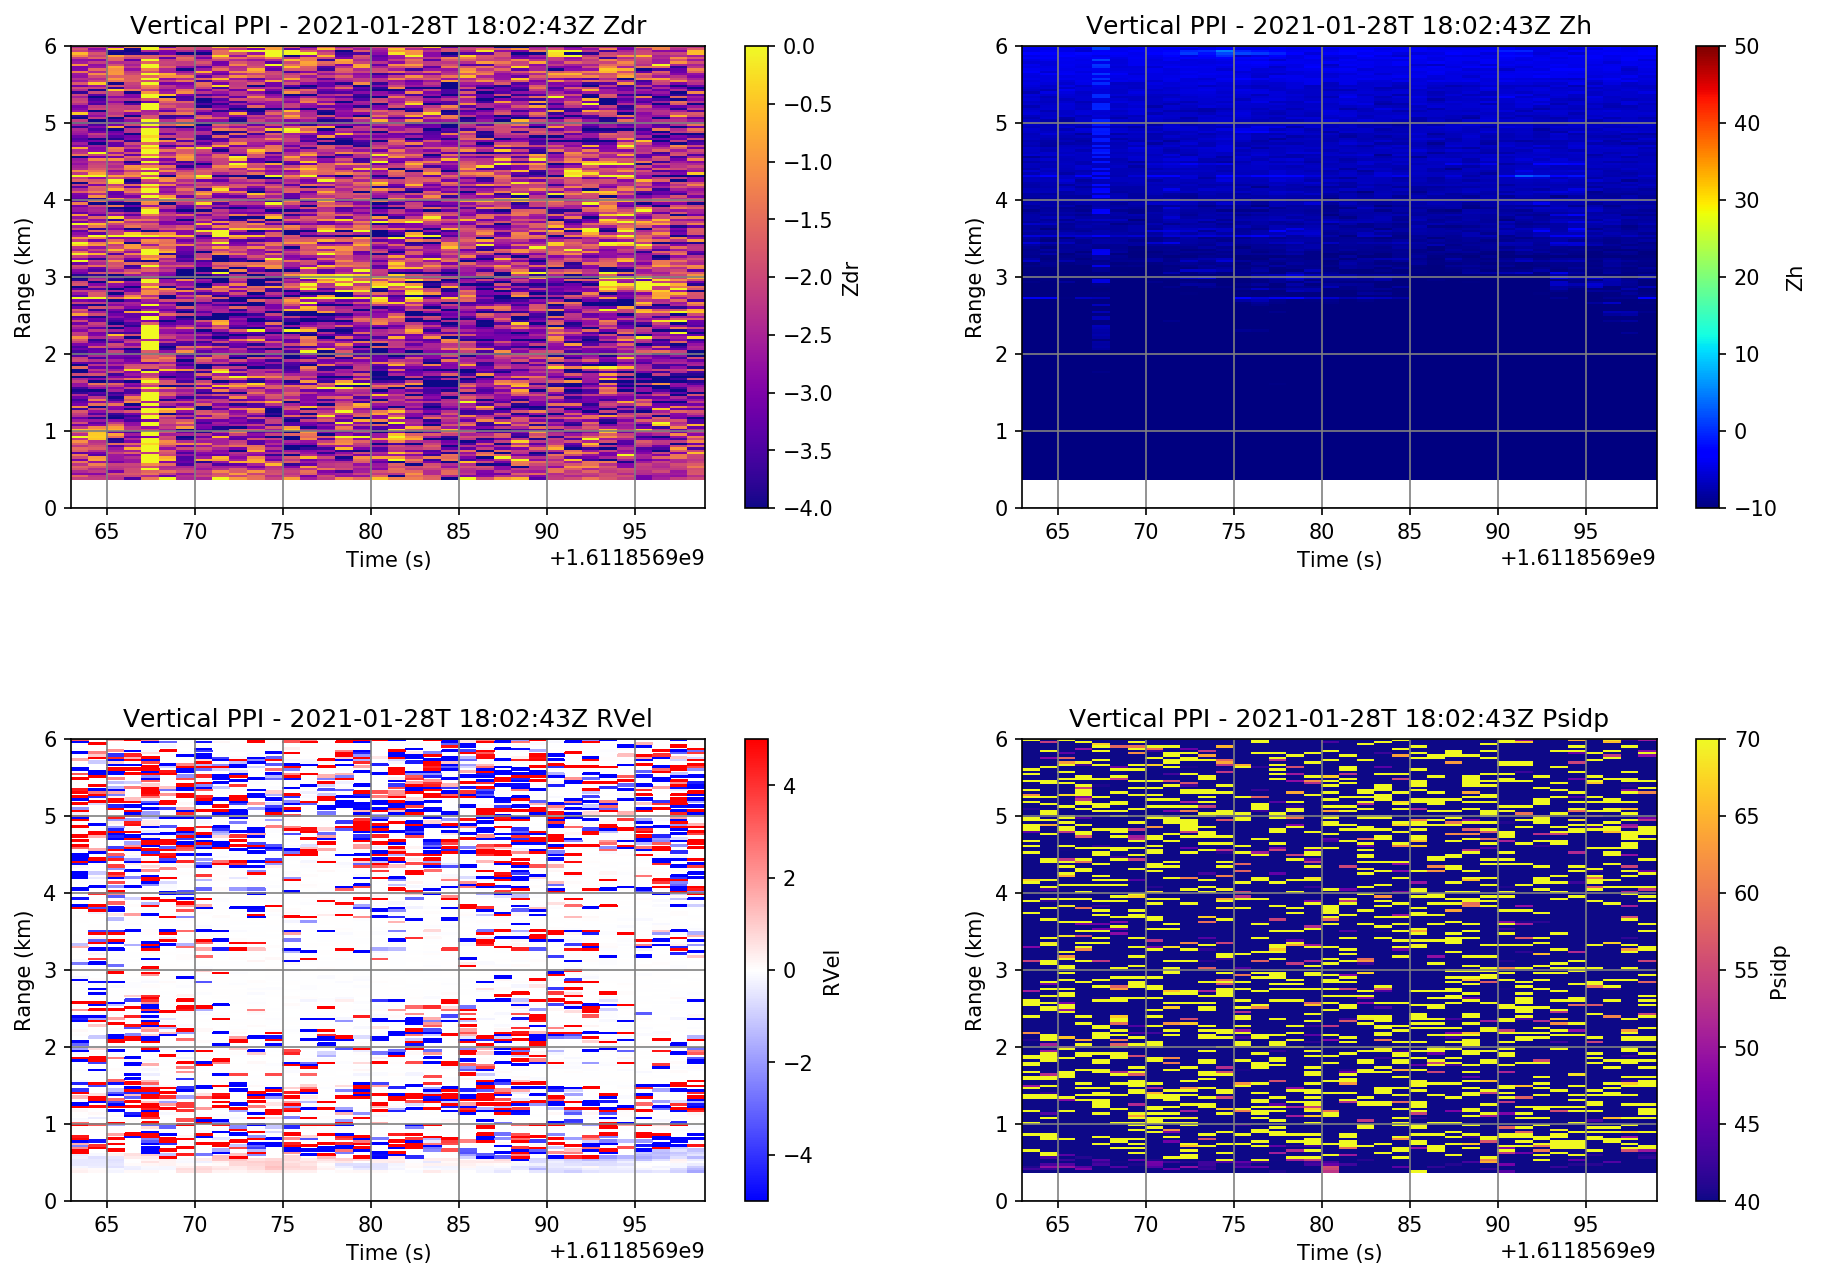 Vertical PPI - 2021-01-28T 18:02:43Z Zdr
6
5
4
3
2
1
0
Range (km)
65 70 75 80 85 90 95
Time (s)
+1.6118569e9
0.0
−0.5
−1.0
−1.5
−2.0
−2.5
−3.0
−3.5
−4.0
Zdr
Vertical PPI - 2021-01-28T 18:02:43Z Zh
6
5
4
3
2
1
0
Range (km)
65 70 75 80 85 90 95
Time (s)
+1.6118569e9
50
40
30
20
10
0
−10
Zh
Vertical PPI - 2021-01-28T 18:02:43Z RVel
6
5
4
3
2
1
0
Range (km)
65 70 75 80 85 90 95
Time (s)
+1.6118569e9
4
2
0
−2
−4
RVel
Vertical PPI - 2021-01-28T 18:02:43Z Psidp
6
5
4
3
2
1
0
Range (km)
65 70 75 80 85 90 95
Time (s)
+1.6118569e9
70
65
60
55
50
45
40
Psidp